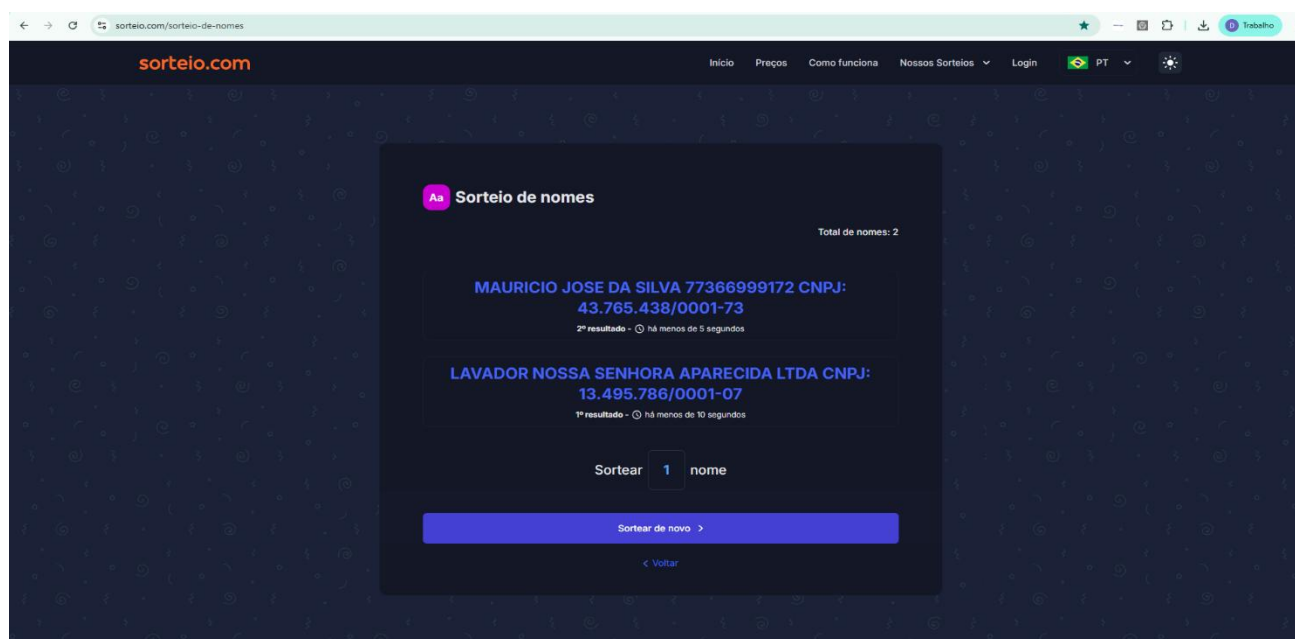 sorteio.com/sorteio-de-nomes
D Trabalho
sorteio.com
Início Preços Como funciona Nossos Sorteios Login PT
Aa Sorteio de nomes
Total de nomes: 2
MAURICIO JOSE DA SILVA 77366999172 CNPJ:
43.765.438/0001-73
2º resultado - há menos de 5 segundos
LAVADOR NOSSA SENHORA APARECIDA LTDA CNPJ:
13.495.786/0001-07
1º resultado - há menos de 10 segundos
Sortear 1 nome
Sortear de novo >
< Voltar